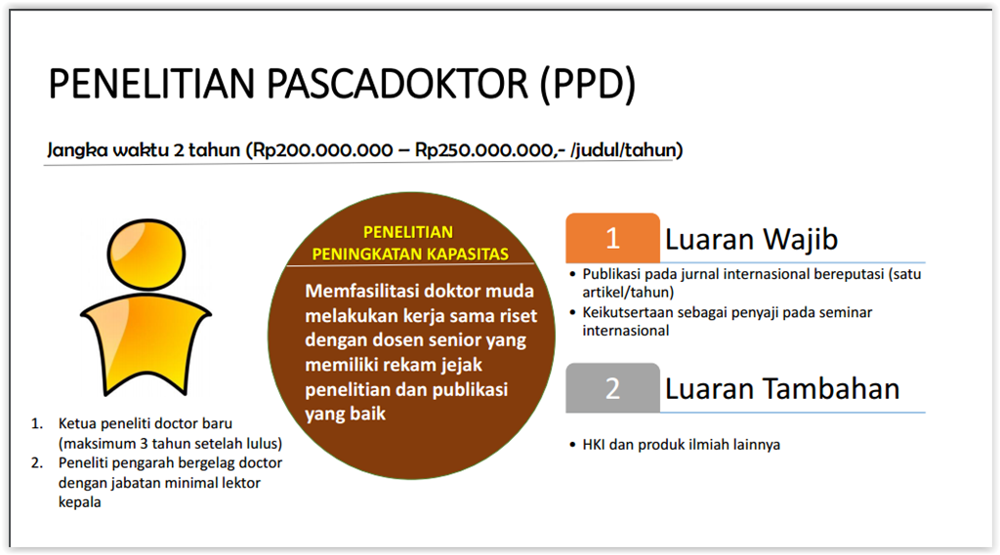 PENELITIAN PASCADOKTOR (PPD)
Jangka waktu 2 tahun (Rp200.000.000 – Rp250.000.000,- /judul/tahun)
1. Ketua peneliti doctor baru
(maksimum 3 tahun setelah lulus)
2. Peneliti pengarah bergelag doctor
dengan jabatan minimal lektor
kepala
PENELITIAN
PENINGKATAN KAPASITAS
Memfasilitasi doktor muda
melakukan kerja sama riset
dengan dosen senior yang
memiliki rekam jejak
penelitian dan publikasi
yang baik
1 Luaran Wajib
• Publikasi pada jurnal internasional bereputasi (satu
artikel/tahun)
• Keikutsertaan sebagai penyaji pada seminar
internasional
2 Luaran Tambahan
• HKI dan produk ilmiah lainnya